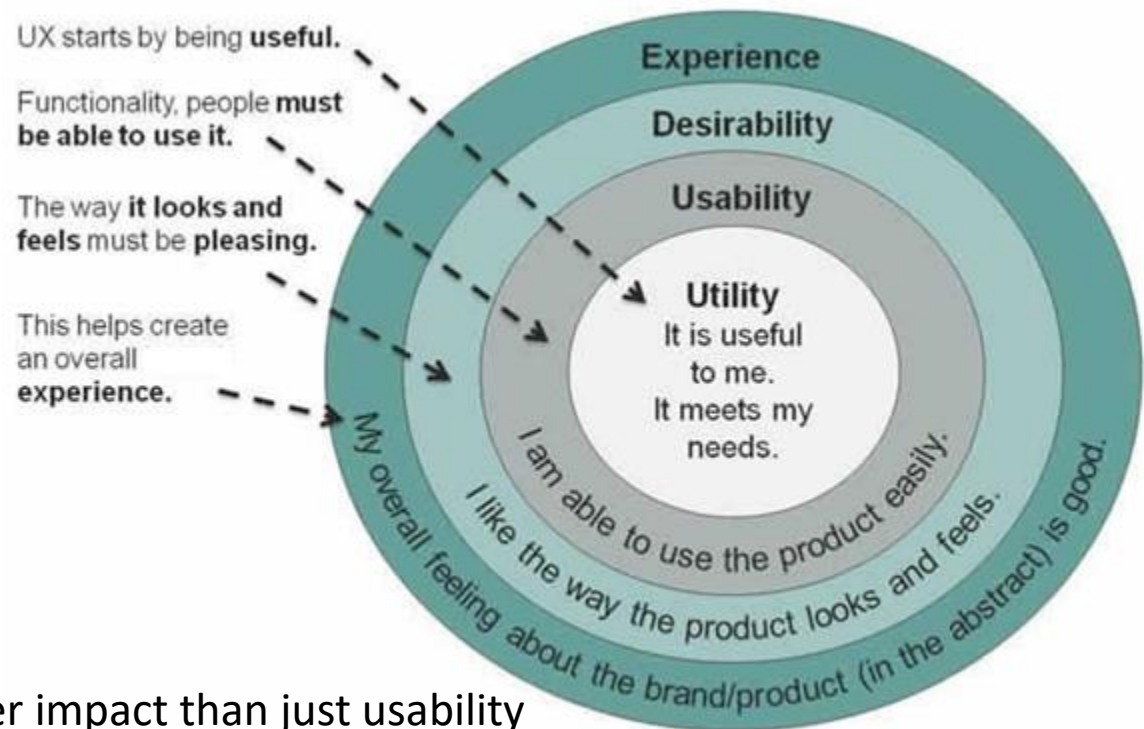 UX starts by being useful.
Functionality, people must
be able to use it.
The way it looks and
feels must be pleasing.
This helps create
an overall
experience.
Experience
Desirability
Usability
Utility
It is useful
to me.
It meets my
needs.
I am able to use the product easily.
I like the way the product looks and feels.
My overall feeling about the brand/product (in the abstract) is good.
impact than just usability